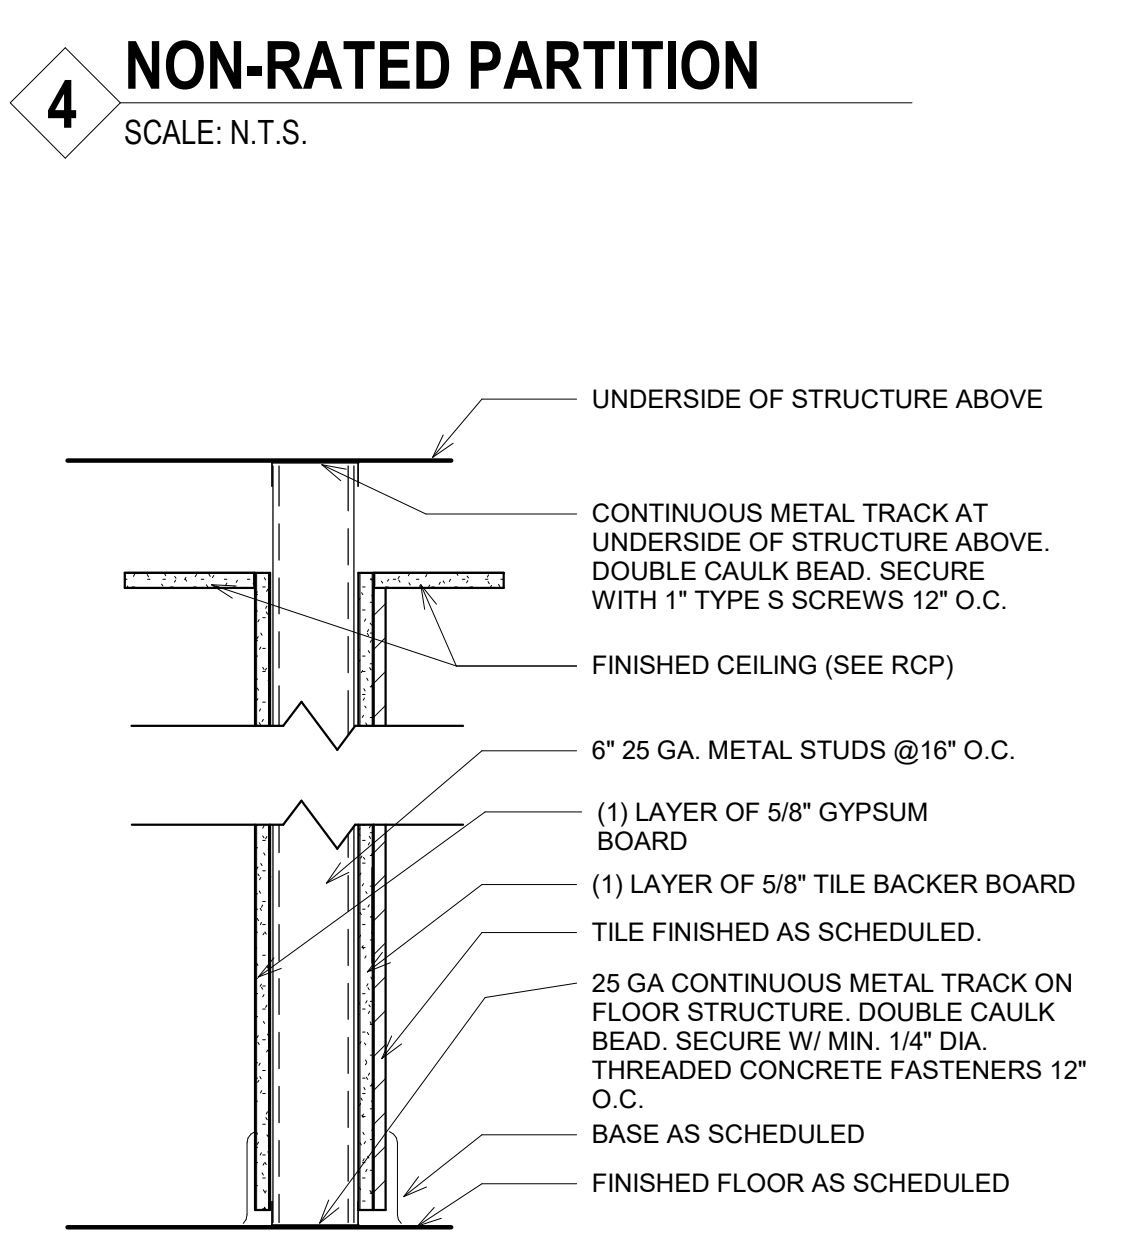 4
NON-RATED PARTITION
SCALE: N.T.S.
UNDERSIDE OF STRUCTURE ABOVE
CONTINUOUS METAL TRACK AT
UNDERSIDE OF STRUCTURE ABOVE.
DOUBLE CAULK BEAD. SECURE
WITH 1" TYPE S SCREWS 12" O.C.
FINISHED CEILING (SEE RCP)
6" 25 GA. METAL STUDS @16" O.C.
(1) LAYER OF 5/8" GYPSUM
BOARD
(1) LAYER OF 5/8" TILE BACKER BOARD
TILE FINISHED AS SCHEDULED.
25 GA CONTINUOUS METAL TRACK ON
FLOOR STRUCTURE. DOUBLE CAULK
BEAD. SECURE W/ MIN. 1/4" DIA.
THREADED CONCRETE FASTENERS 12"
O.C.
BASE AS SCHEDULED
FINISHED FLOOR AS SCHEDULED